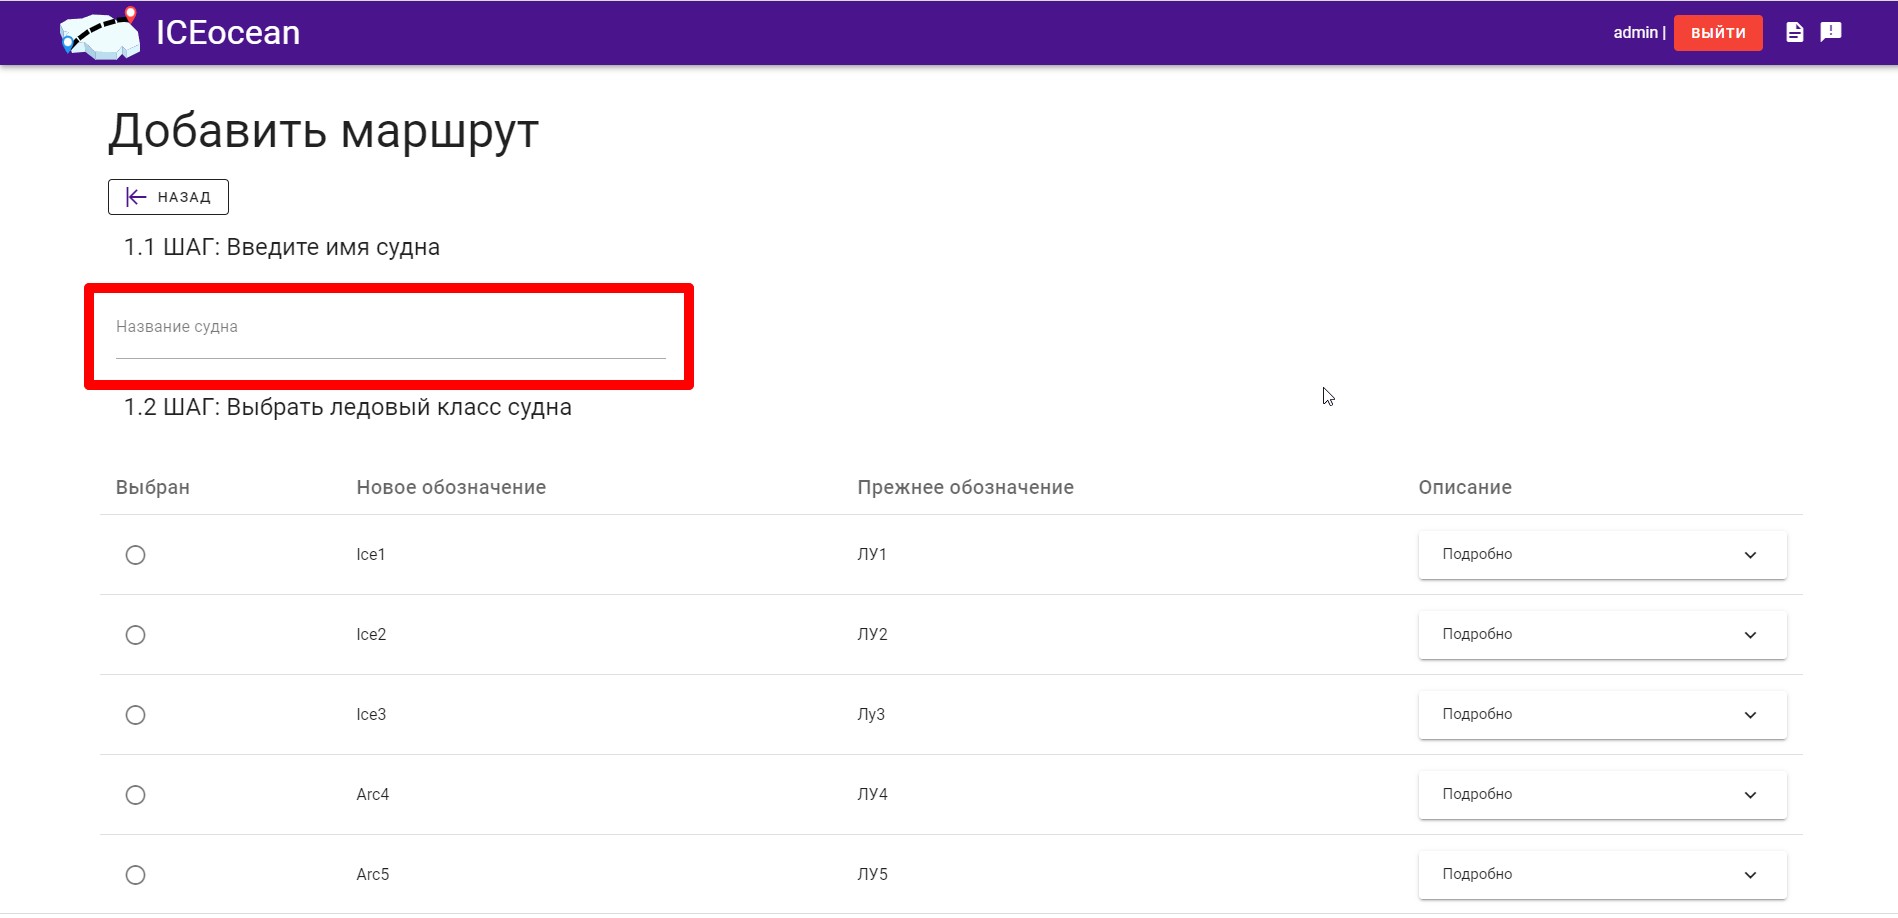 ICEocean
admin | ВЫЙТИ
Добавить маршрут
НАЗАД
1.1 ШАГ: Введите имя судна
Название судна
1.2 ШАГ: Выбрать ледовый класс судна
Выбран Новое обозначение Прежнее обозначение Описание
Ice1 ЛУ1 Подробно
Ice2 ЛУ2 Подробно
Ice3 Лу3 Подробно
Arc4 ЛУ4 Подробно
Arc5 ЛУ5 Подробно